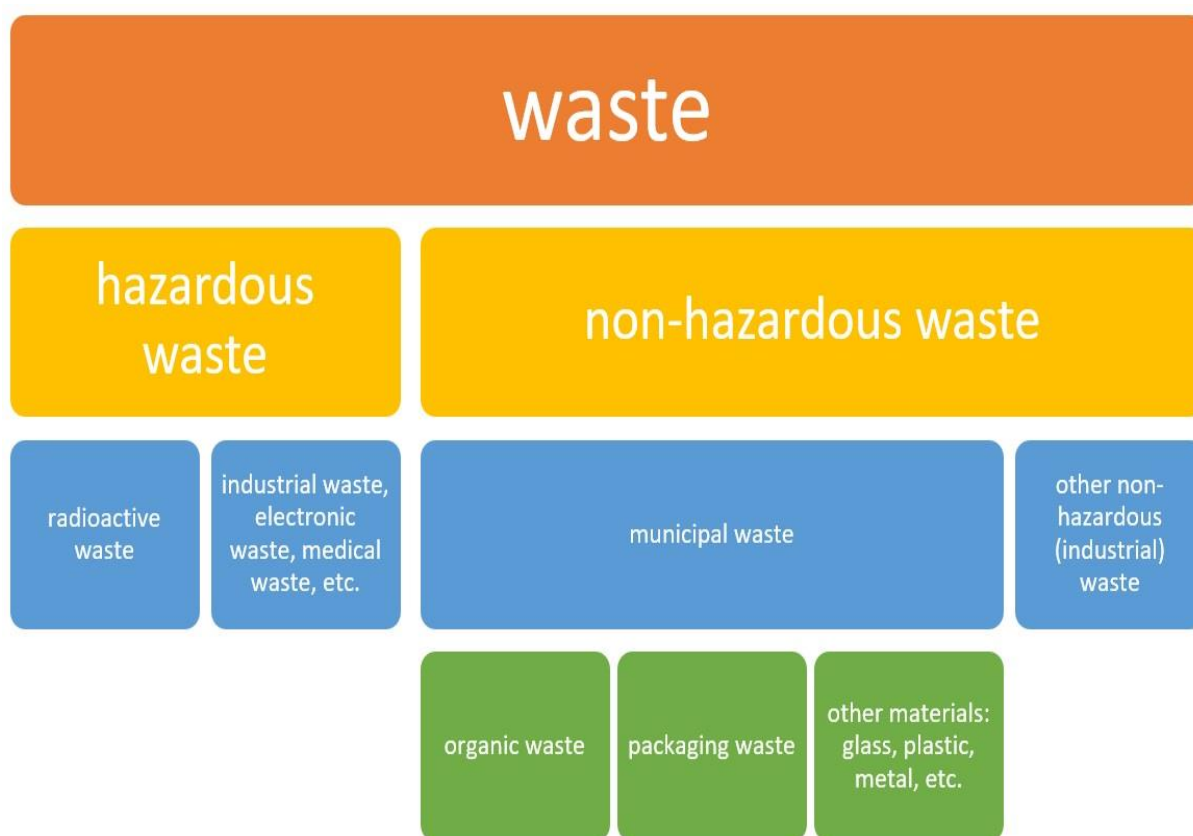 waste
hazardous
waste
non-hazardous waste
radioactive
waste
industrial waste,
electronic
waste, medical
waste, etc.
municipal waste
other non-
hazardous
(industrial)
waste
organic waste
packaging waste
other materials:
glass, plastic,
metal, etc.